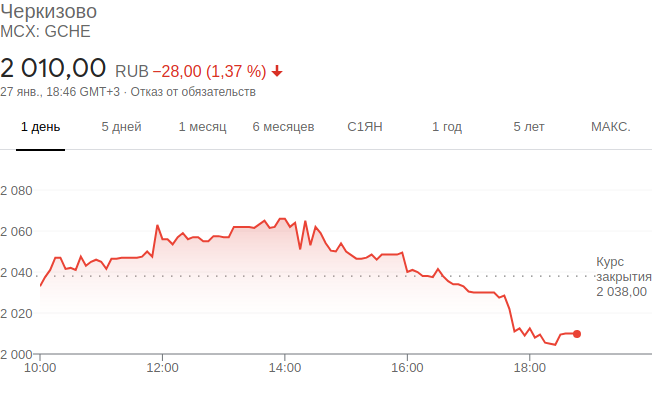 Черкизово
MCX: GCHE
2 010,00 RUB −28,00 (1,37 %)
27 янв., 18:46 GMT+3 · Отказ от обязательств
1 день 5 дней 1 месяц 6 месяцев С1ЯН 1 год 5 лет МАКС.
2 080
2 060
2 040
2 020
2 000
Курс
закрытия
2 038,00
10:00 12:00 14:00 16:00 18:00